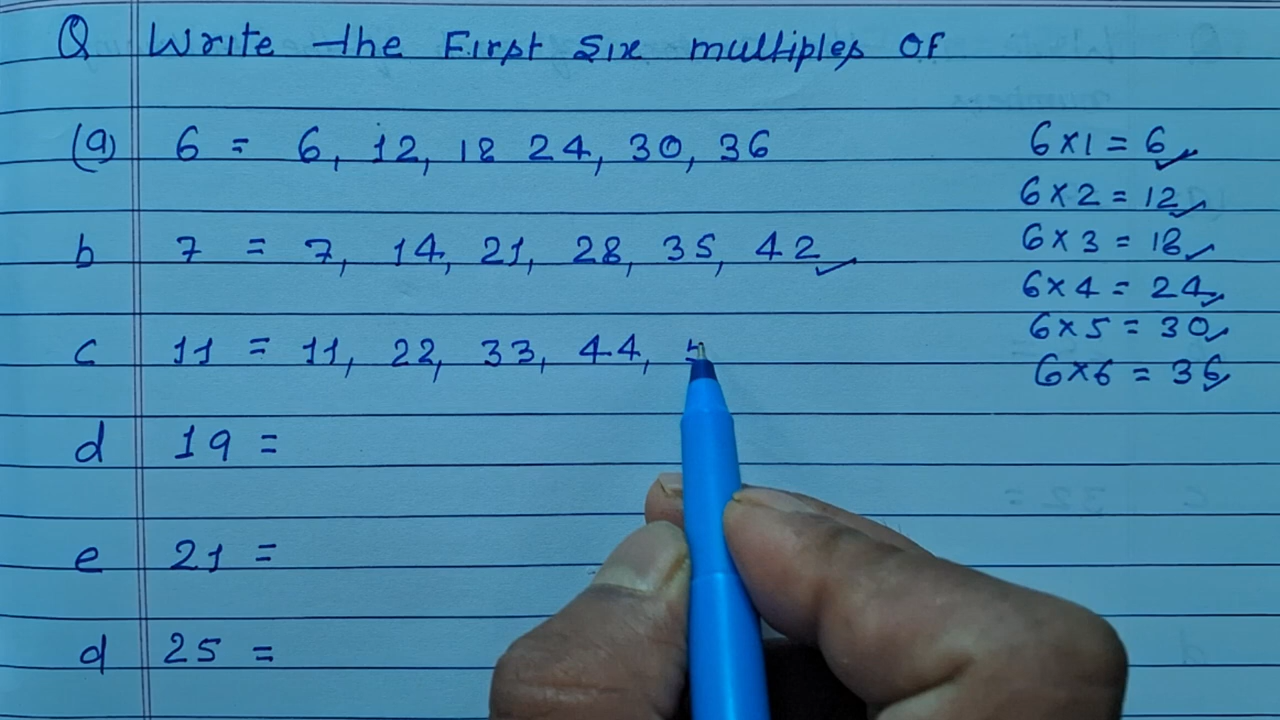 Q Write the First Six multiples OF
(a) 6 = 6, 12, 18 24, 30, 36
b 7 = 7, 14, 21, 28, 35, 42
c 11 = 11, 22, 33, 44,
d 19 =
e 21 =
d 25 =
6×1 = 6
6×2 = 12
6×3 = 18
6×4 = 24
6×5 = 30
6×6 = 36